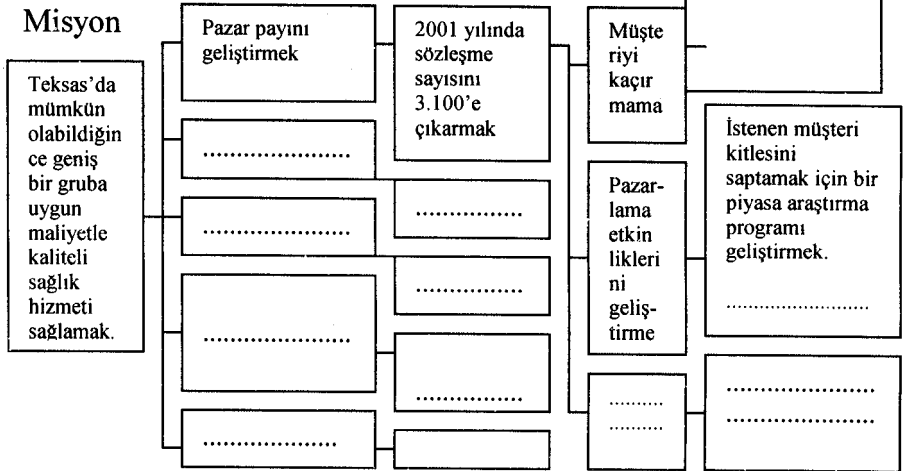 Misyon
Teksas'da
mümkün
olabildiğin
ce geniş
bir gruba
uygun
maliyetle
kaliteli
sağlık
hizmeti
sağlamak.
Pazar payını
geliştirmek
.......................
.......................
.......................
.....................
2001 yılında
sözleşme
sayısını
3.100'e
çıkarmak
................
................
................
Müşte
riyi
kaçır
mama
Pazar-
lama
etkin
likleri
ni
geliş-
tirme
.........
.........
İstenen müşteri
kitlesini
saptamak için bir
piyasa araştırma
programı
geliştirmek.
.......................
.......................
.......................